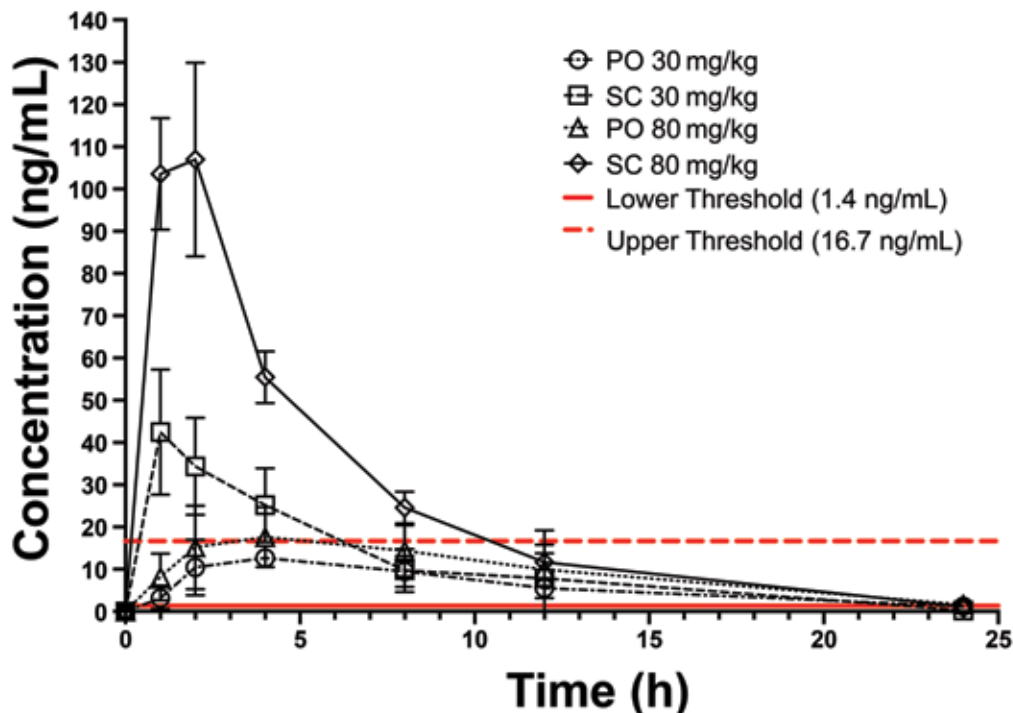 140
130
120
110
100
90
80
70
60
50
40
30
20
10
0
Concentration (ng/mL)
PO 30 mg/kg
SC 30 mg/kg
PO 80 mg/kg
SC 80 mg/kg
Lower Threshold (1.4 ng/mL)
Upper Threshold (16.7 ng/mL)
0 5 10 15 20 25
Time (h)